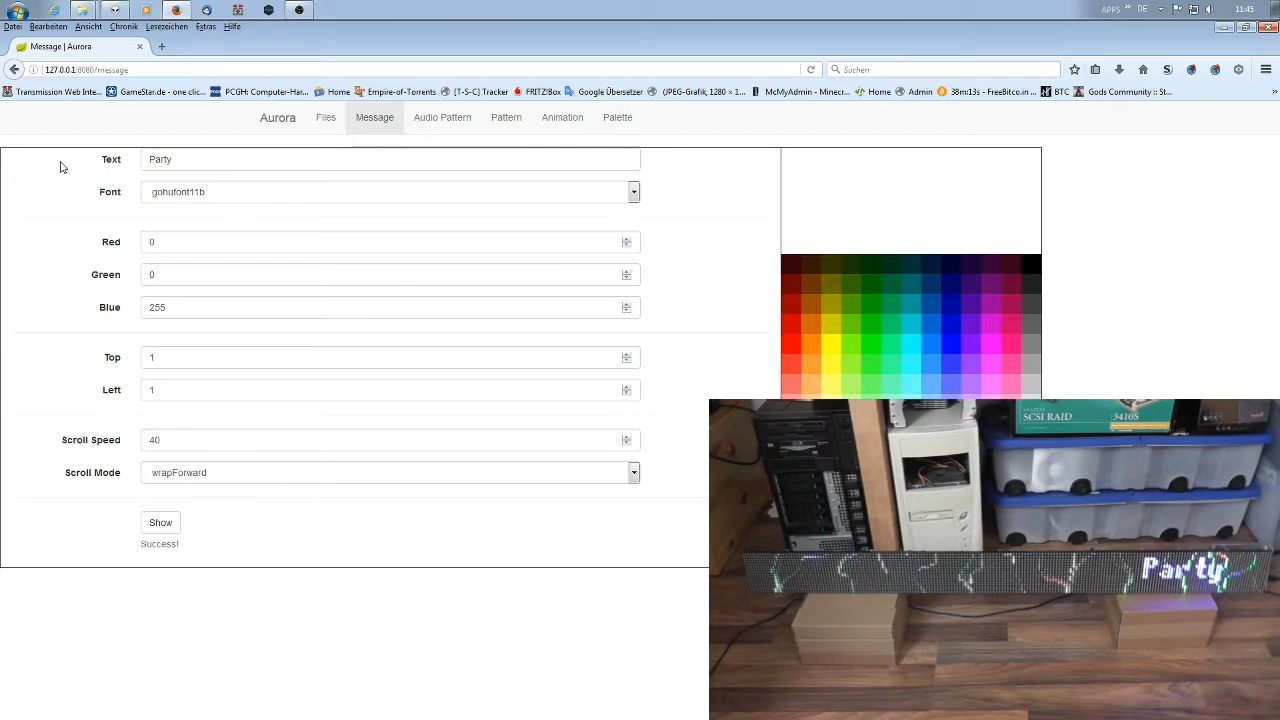 APPS
DE
11:45
Datei Bearbeiten Ansicht Chronik Lesezeichen Extras Hilfe
Message | Aurora
127.0.0.1:8080/message
Suchen
Transmission Web Inte...
GameStar.de - one clic...
PCGH: Computer-Har...
Home
Empire-of-Torrents
[T-S-C] Tracker
FRITZ!Box
Google Übersetzer
(JPEG-Grafik, 1280 × 1...
McMyAdmin - Minecr...
Home
Admin
38m13s - FreeBitco.in
BTC
Gods Community ::: St...
Aurora Files Message Audio Pattern Pattern Animation Palette
Text Party
Font gohufont11b
Red 0
Green 0
Blue 255
Top 1
Left 1
Scroll Speed 40
Scroll Mode wrapForward
Show
Success!
SCSI RAID 3410S
Party